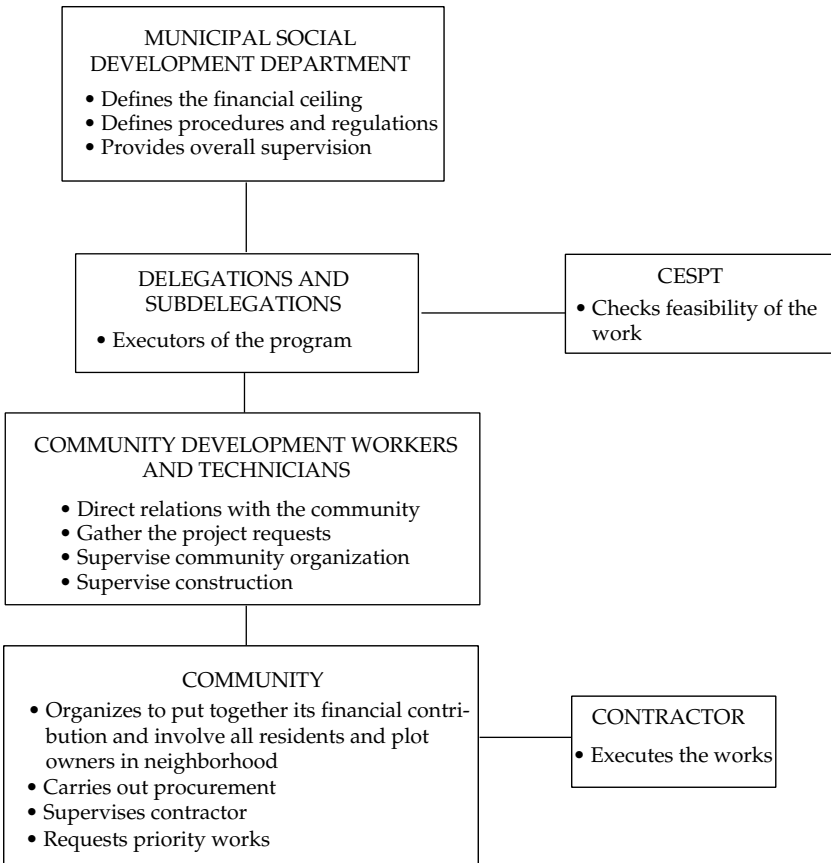 MUNICIPAL SOCIAL
DEVELOPMENT DEPARTMENT
• Defines the financial ceiling
• Defines procedures and regulations
• Provides overall supervision
DELEGATIONS AND
SUBDELEGATIONS
• Executors of the program
CESPT
• Checks feasibility of the
work
COMMUNITY DEVELOPMENT WORKERS
AND TECHNICIANS
• Direct relations with the community
• Gather the project requests
• Supervise community organization
• Supervise construction
COMMUNITY
• Organizes to put together its financial contri-
bution and involve all residents and plot
owners in neighborhood
• Carries out procurement
• Supervises contractor
• Requests priority works
CONTRACTOR
• Executes the works